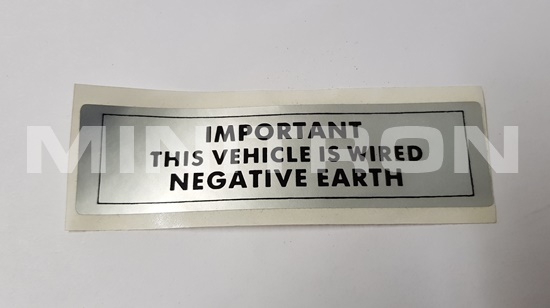 IMPORTANT
THIS VEHICLE IS WIRED
NEGATIVE EARTH